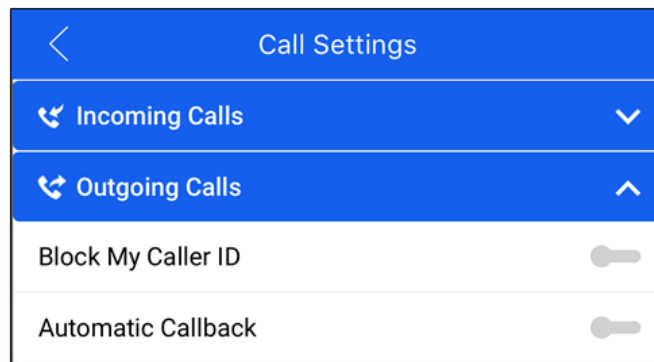 Call Settings
Incoming Calls
Outgoing Calls
Block My Caller ID
Automatic Callback